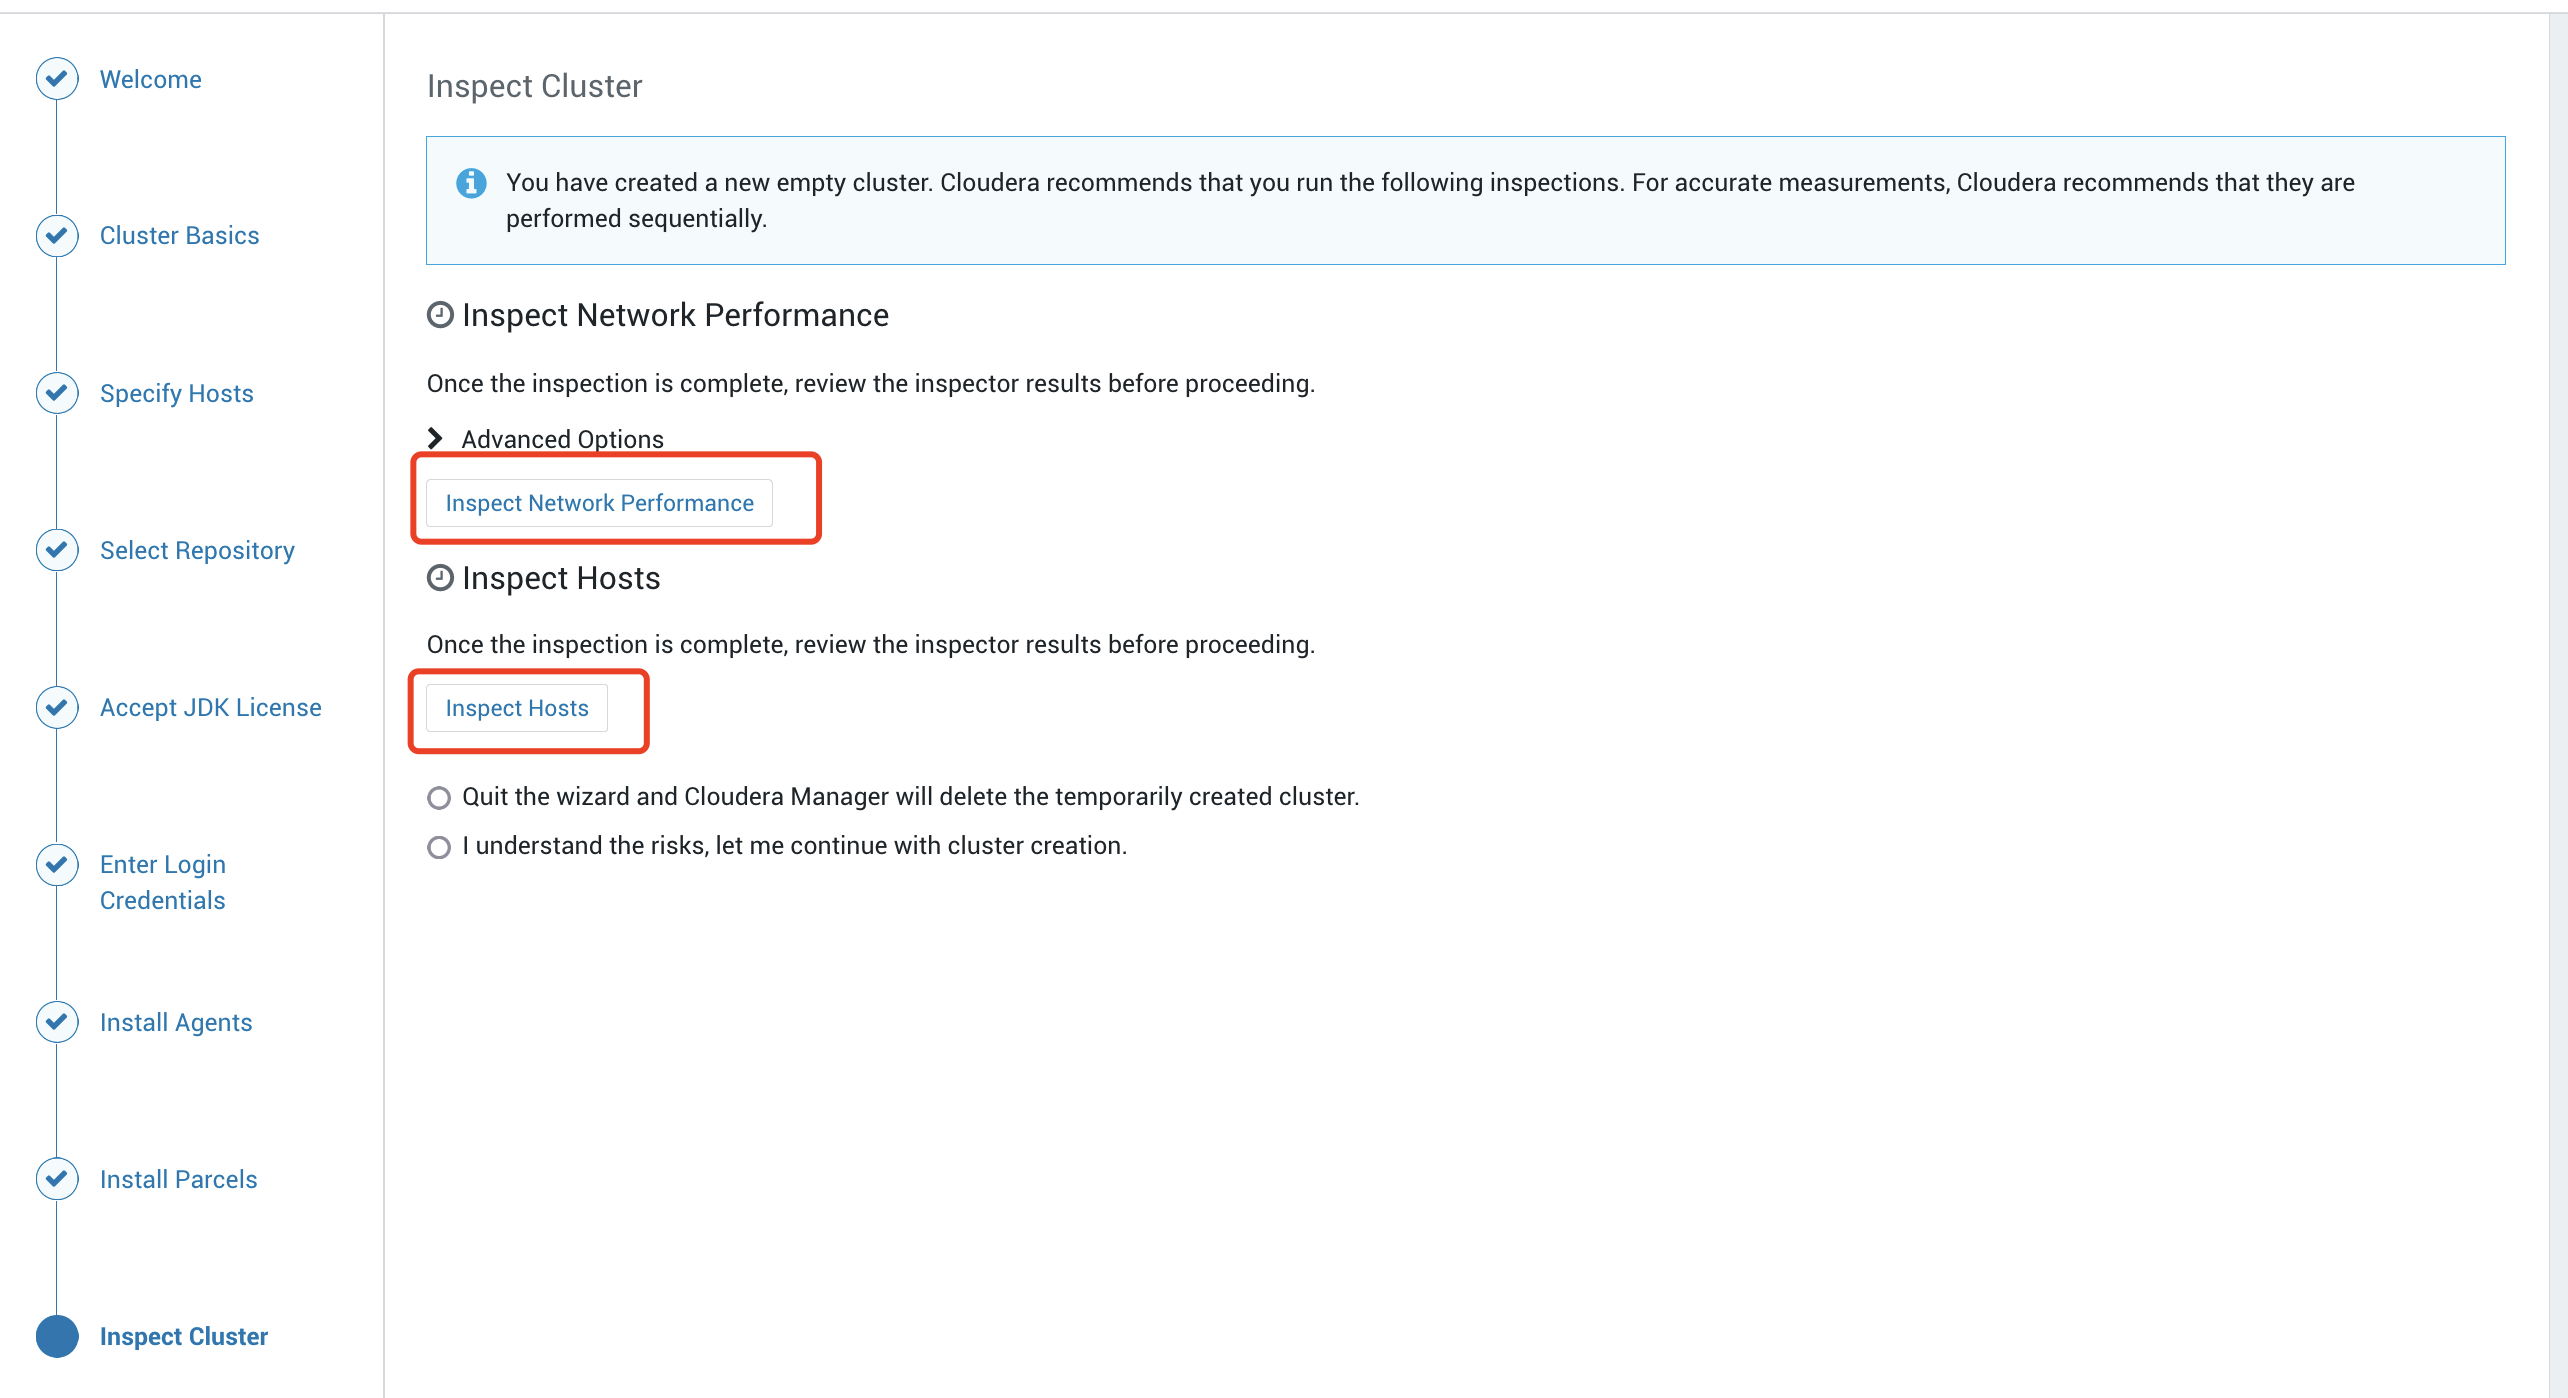 Welcome
Cluster Basics
Specify Hosts
Select Repository
Accept JDK License
Enter Login
Credentials
Install Agents
Install Parcels
Inspect Cluster
Inspect Cluster
You have created a new empty cluster. Cloudera recommends that you run the following inspections. For accurate measurements, Cloudera recommends that they are
performed sequentially.
Inspect Network Performance
Once the inspection is complete, review the inspector results before proceeding.
Advanced Options
Inspect Network Performance
Inspect Hosts
Once the inspection is complete, review the inspector results before proceeding.
Inspect Hosts
Quit the wizard and Cloudera Manager will delete the temporarily created cluster.
I understand the risks, let me continue with cluster creation.